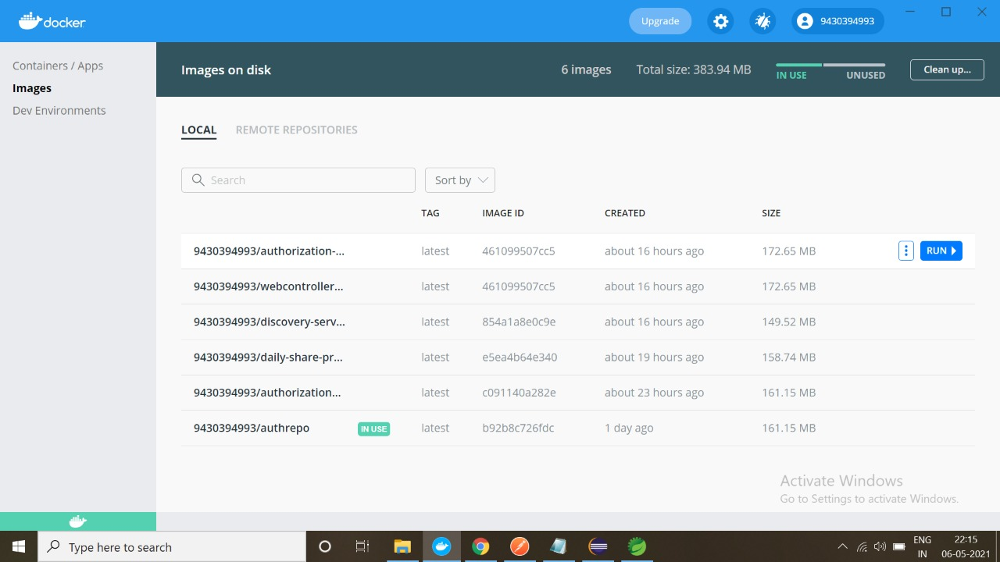 docker
Upgrade
9430394993
Containers / Apps
Images
Dev Environments
Images on disk
6 images
Total size: 383.94 MB
IN USE
UNUSED
Clean up...
LOCAL
REMOTE REPOSITORIES
Search
Sort by
TAG IMAGE ID CREATED SIZE
9430394993/authorization-... latest 461099507cc5 about 16 hours ago 172.65 MB RUN
9430394993/webcontroller... latest 461099507cc5 about 16 hours ago 172.65 MB
9430394993/discovery-serv... latest 854a1a8e0c9e about 16 hours ago 149.52 MB
9430394993/daily-share-pr... latest e5ea4b64e340 about 19 hours ago 158.74 MB
9430394993/authorization... latest c091140a282e about 23 hours ago 161.15 MB
9430394993/authrepo IN USE latest b92b8c726fdc 1 day ago 161.15 MB
Activate Windows
Go to Settings to activate Windows.
Type here to search
ENG
IN
22:15
06-05-2021